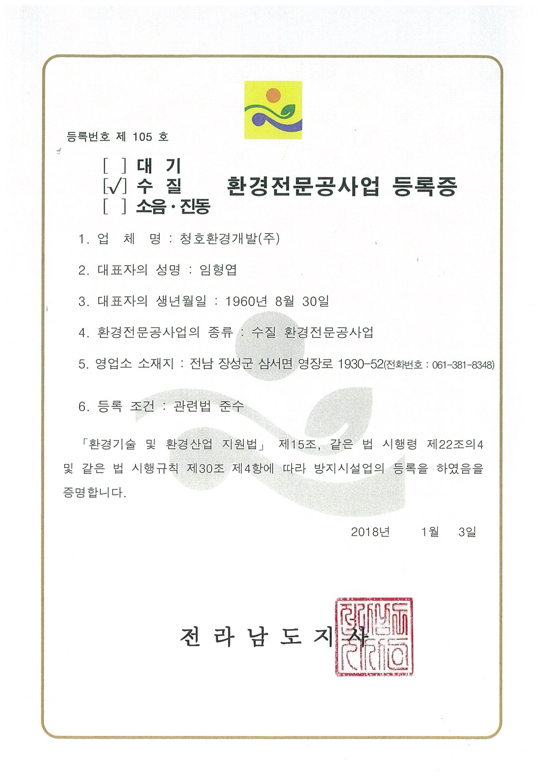 등록번호 제 105 호
[ ] 대 기
[√] 수 질 환경전문공사업 등록증
[ ] 소음·진동
1. 업 체 명 : 청호환경개발(주)
2. 대표자의 성명 : 임형엽
3. 대표자의 생년월일 : 1960년 8월 30일
4. 환경전문공사업의 종류 : 수질 환경전문공사업
5. 영업소 소재지 : 전남 장성군 삼서면 영장로 1930-52(전화번호 : 061-381-8348)
6. 등록 조건 : 관련법 준수
「환경기술 및 환경산업 지원법」 제15조, 같은 법 시행령 제22조의4
및 같은 법 시행규칙 제30조 제4항에 따라 방지시설업의 등록을 하였음을
증명합니다.
2018년 1월 3일
전 라 남 도 지 사